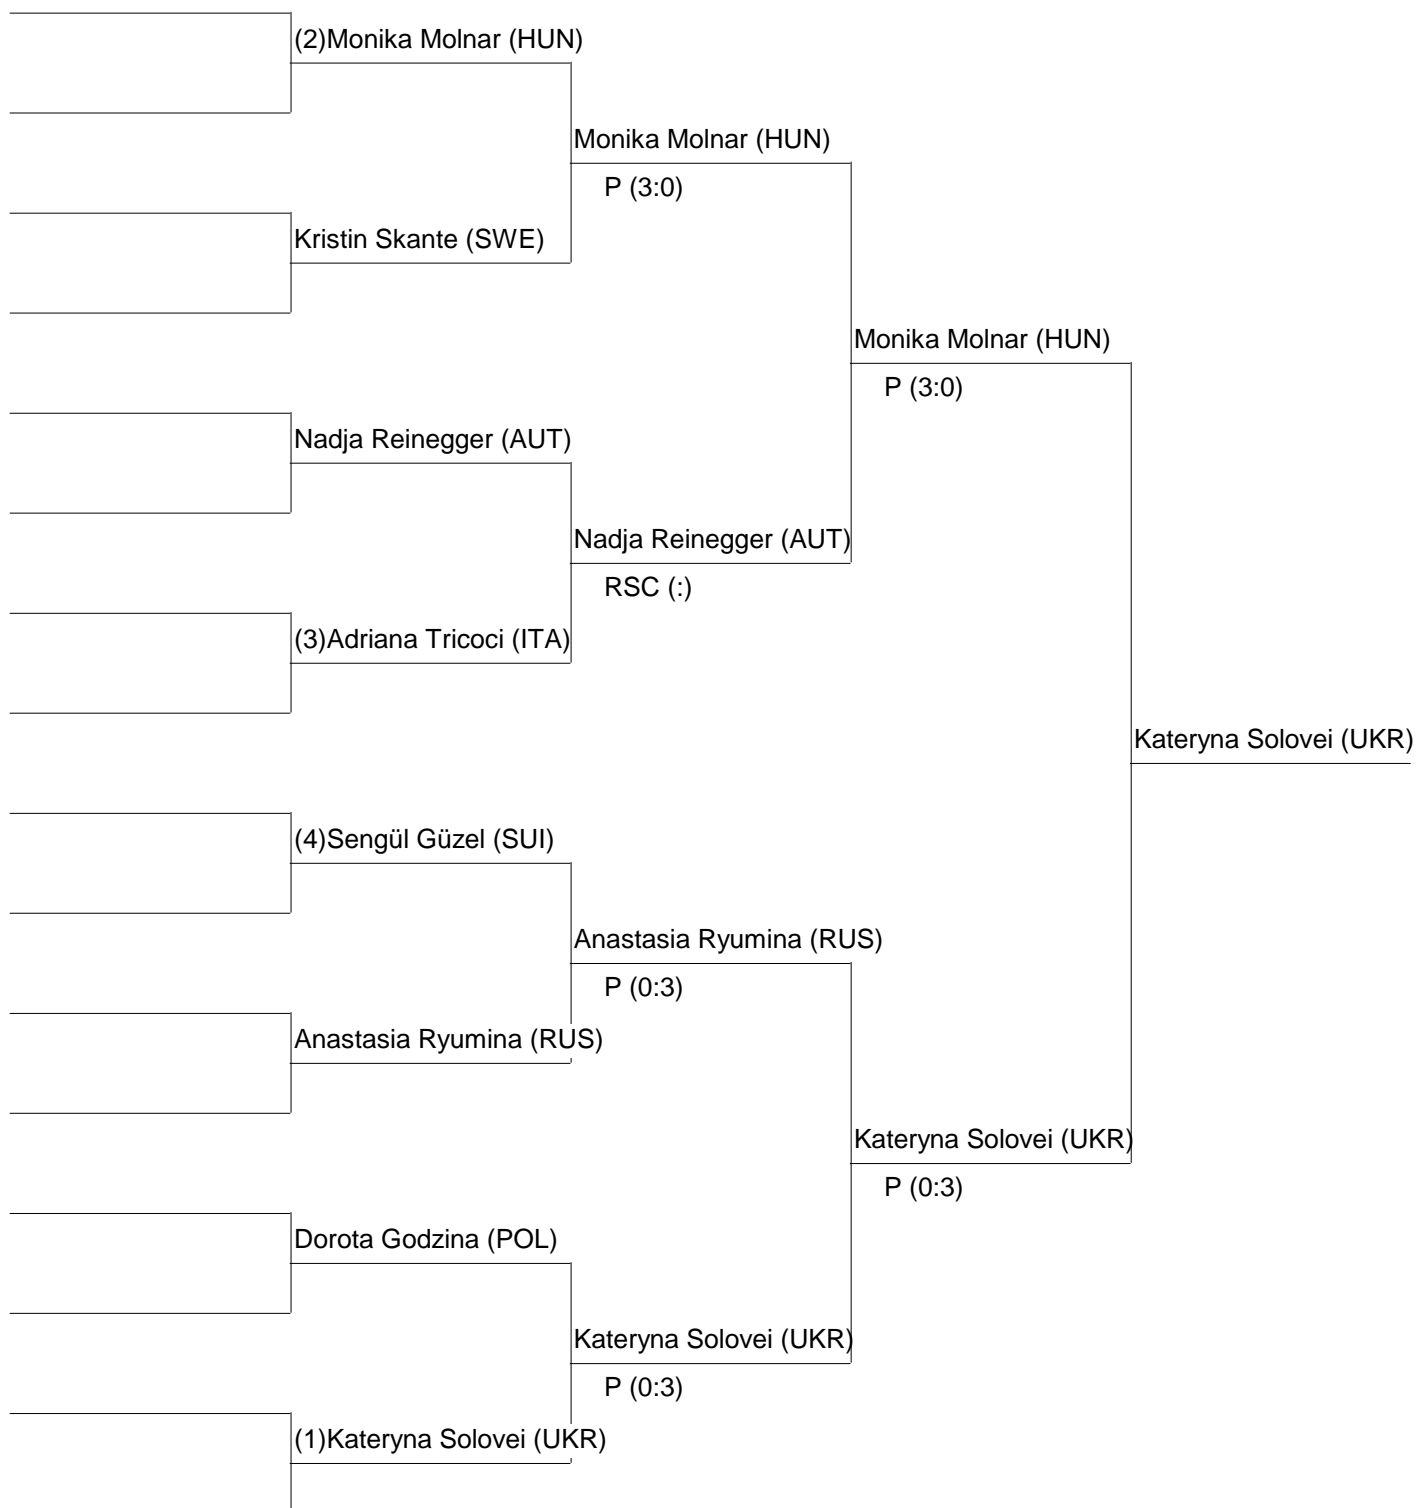 (2)Monika Molnar (HUN)
Monika Molnar (HUN)
P (3:0)
Kristin Skante (SWE)
Monika Molnar (HUN)
P (3:0)
Nadja Reinegger (AUT)
Nadja Reinegger (AUT)
RSC (:)
(3)Adriana Tricoci (ITA)
Kateryna Solovei (UKR)
(4)Sengül Güzel (SUI)
Anastasia Ryumina (RUS)
P (0:3)
Anastasia Ryumina (RUS)
Kateryna Solovei (UKR)
P (0:3)
Dorota Godzina (POL)
Kateryna Solovei (UKR)
P (0:3)
(1)Kateryna Solovei (UKR)